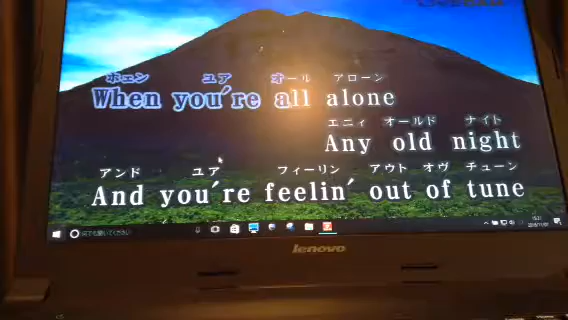 ホェン ユア オール アローン
When you're all alone
エニィ オールド ナイト
Any old night
アンド ユア フィーリン アウト オヴ チューン
And you're feelin' out of tune
lenovo